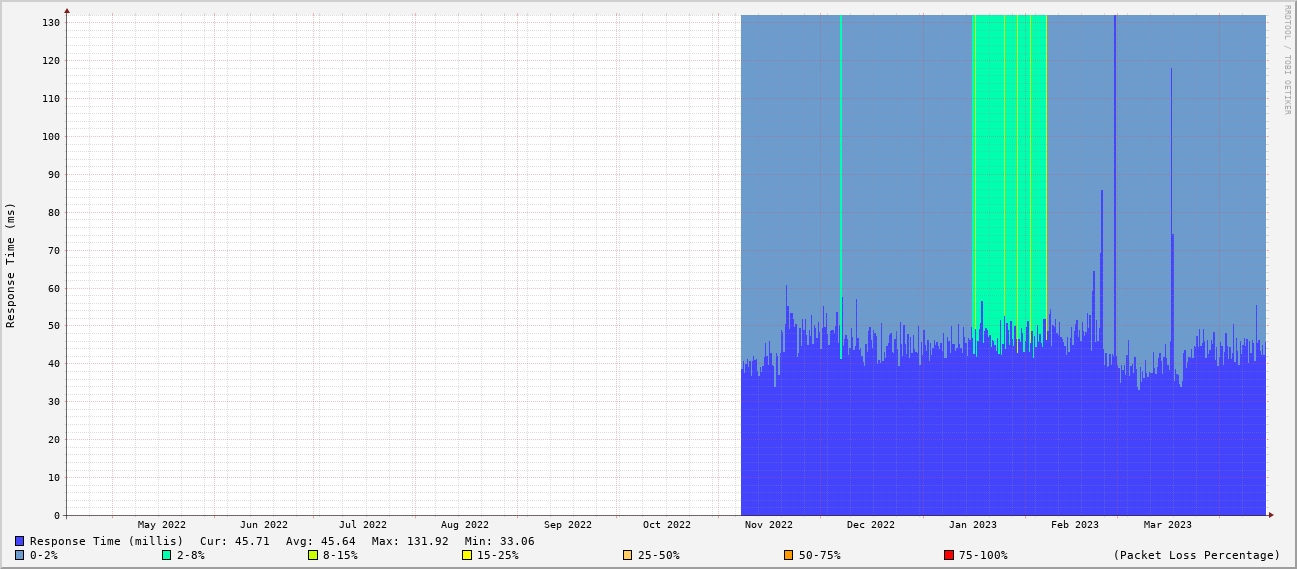 RRDTOOL / TOBI OETIKER
Response Time (ms)
130
120
110
100
90
80
70
60
50
40
30
20
10
0
May 2022 Jun 2022 Jul 2022 Aug 2022 Sep 2022 Oct 2022 Nov 2022 Dec 2022 Jan 2023 Feb 2023 Mar 2023
Response Time (millis) Cur: 45.71 Avg: 45.64 Max: 131.92 Min: 33.06
0-2% 2-8% 8-15% 15-25% 25-50% 50-75% 75-100% (Packet Loss Percentage)